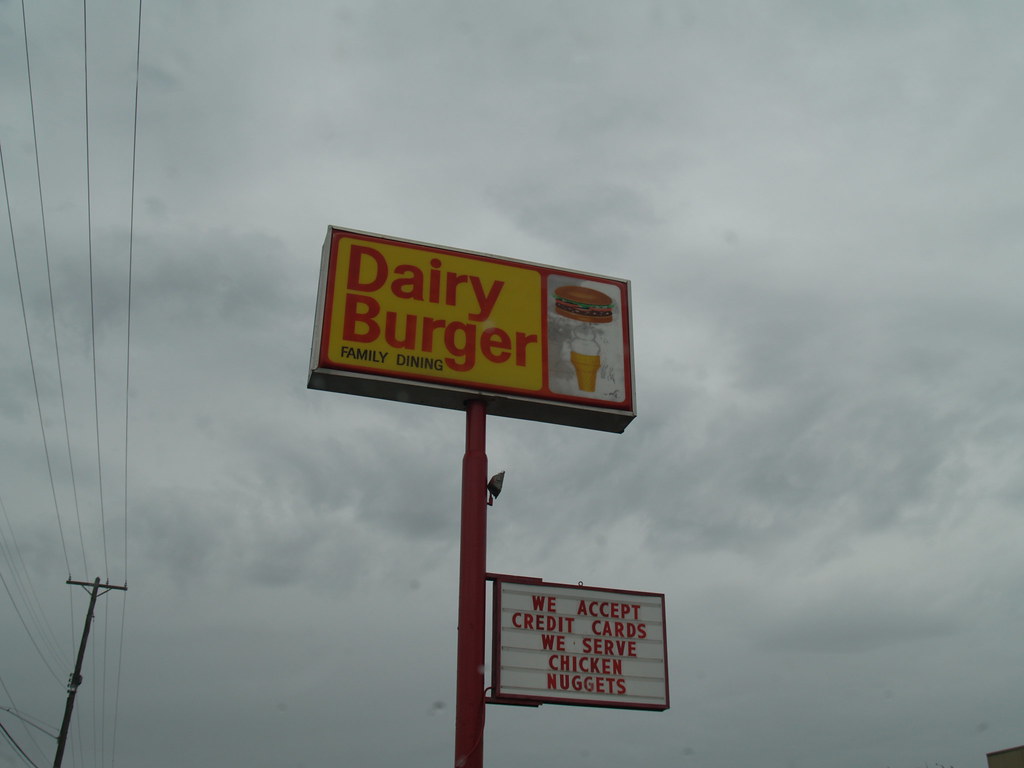 Dairy
Burger
FAMILY DINING
WE ACCEPT
CREDIT CARDS
WE SERVE
CHICKEN
NUGGETS